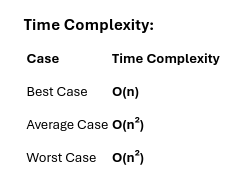 Time Complexity:
Case Time Complexity
Best Case O(n)
Average Case O(n²)
Worst Case O(n²)